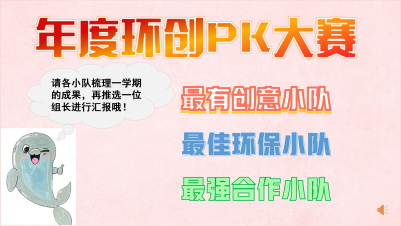 年度环创PK大赛
请各小队梳理一学期
的成果，再推选一位
组长进行汇报哦！
最有创意小队
最佳环保小队
最强合作小队